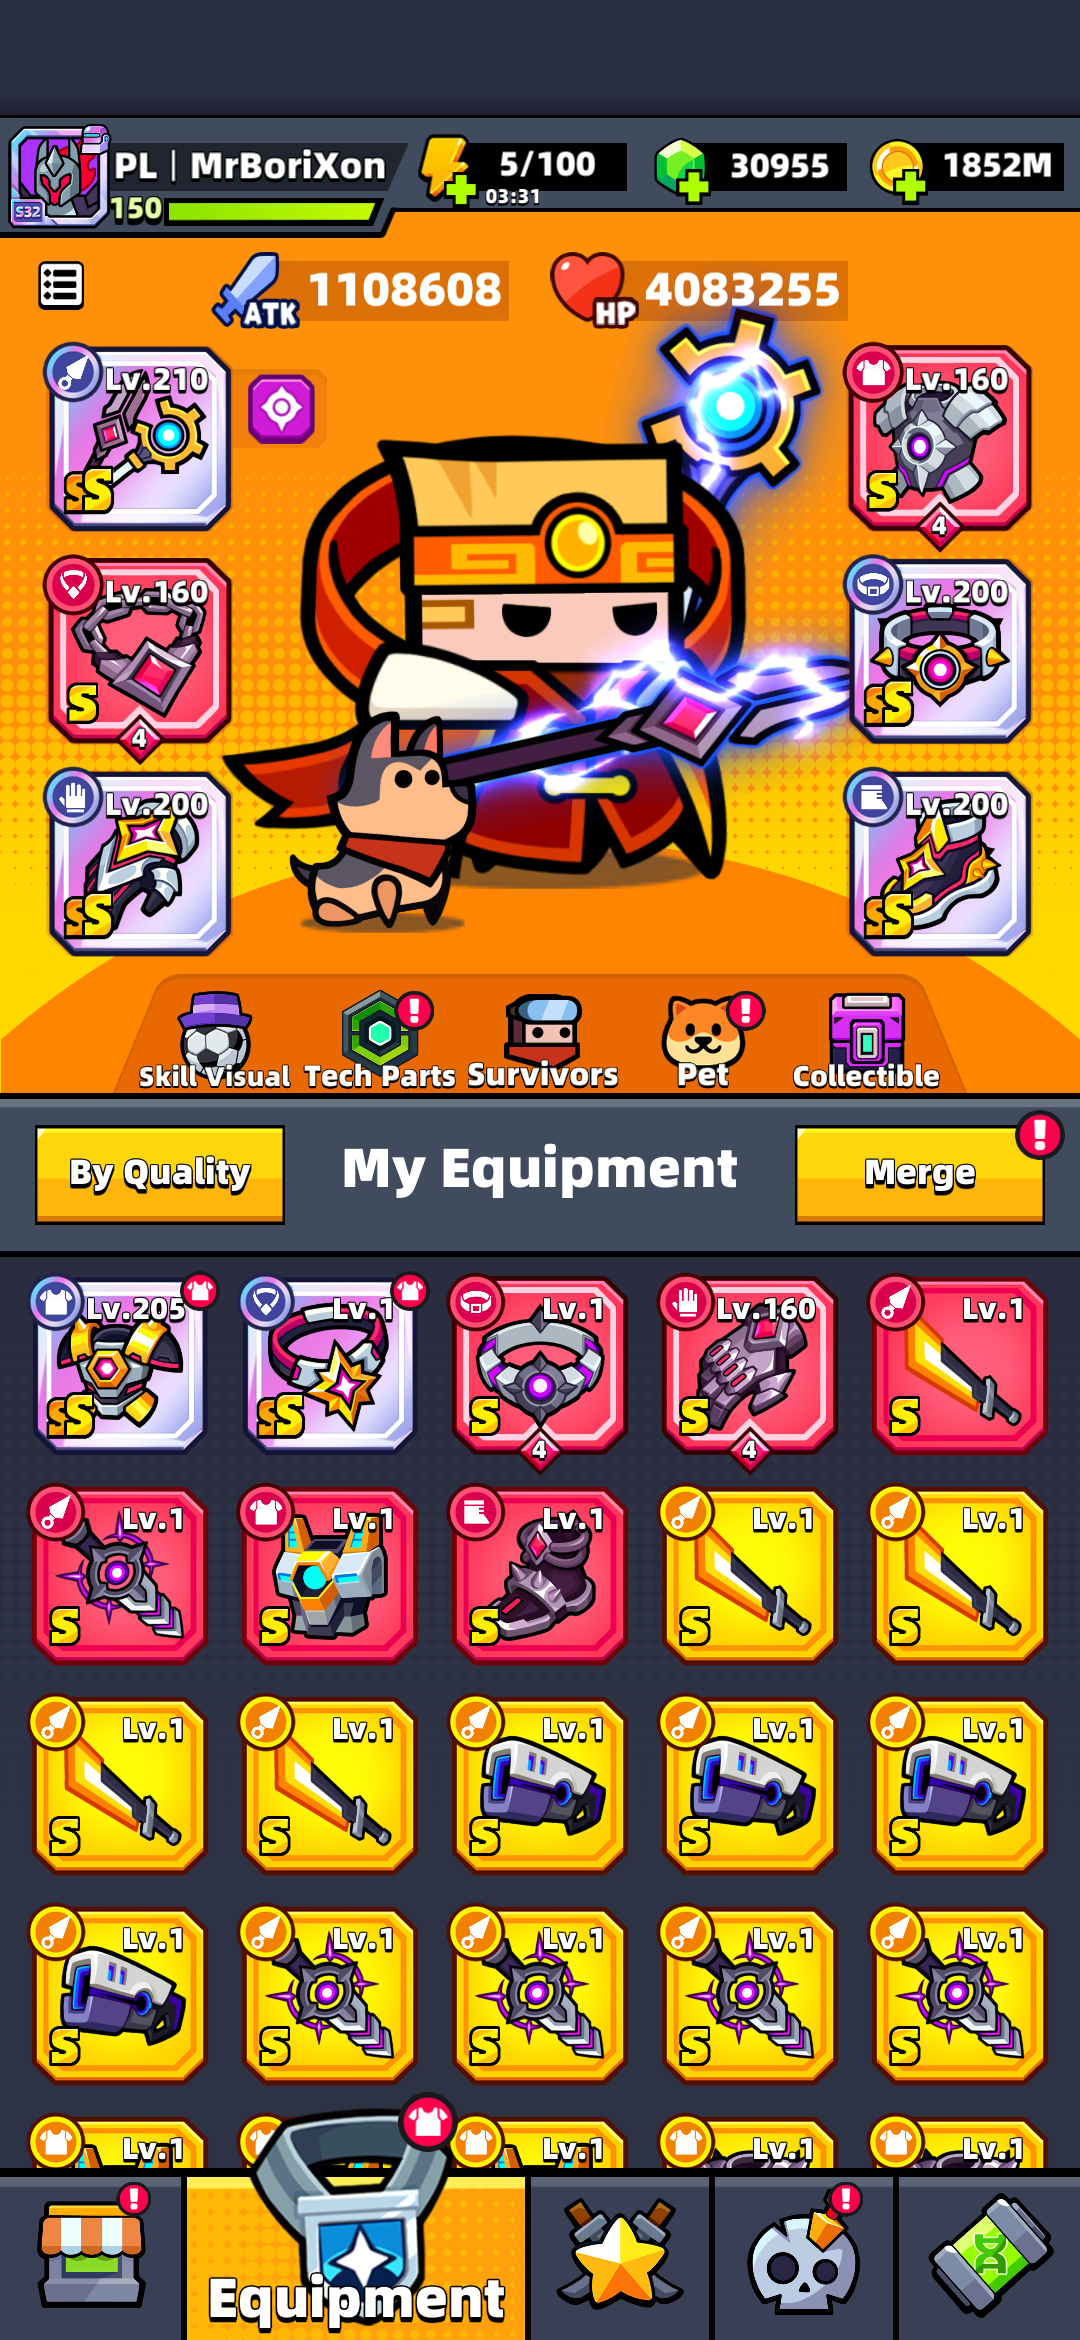 PL | MrBoriXon
S32
150
5/100
03:31
30955
1852M
ATK 1108608
HP 4083255
Lv.210
SS
Lv.160
S
4
Lv.160
S
4
Lv.200
SS
Lv.200
SS
Lv.200
SS
Skill Visual Tech Parts Survivors Pet Collectible
By Quality
My Equipment
Merge
Lv.205 Lv.1 Lv.1 Lv.160 Lv.1
SS SS S S S
4 4
Lv.1 Lv.1 Lv.1 Lv.1 Lv.1
S S S S S
Lv.1 Lv.1 Lv.1 Lv.1 Lv.1
S S S S S
Lv.1 Lv.1 Lv.1 Lv.1 Lv.1
S S S S S
Lv.1 Lv.1 Lv.1 Lv.1
Equipment